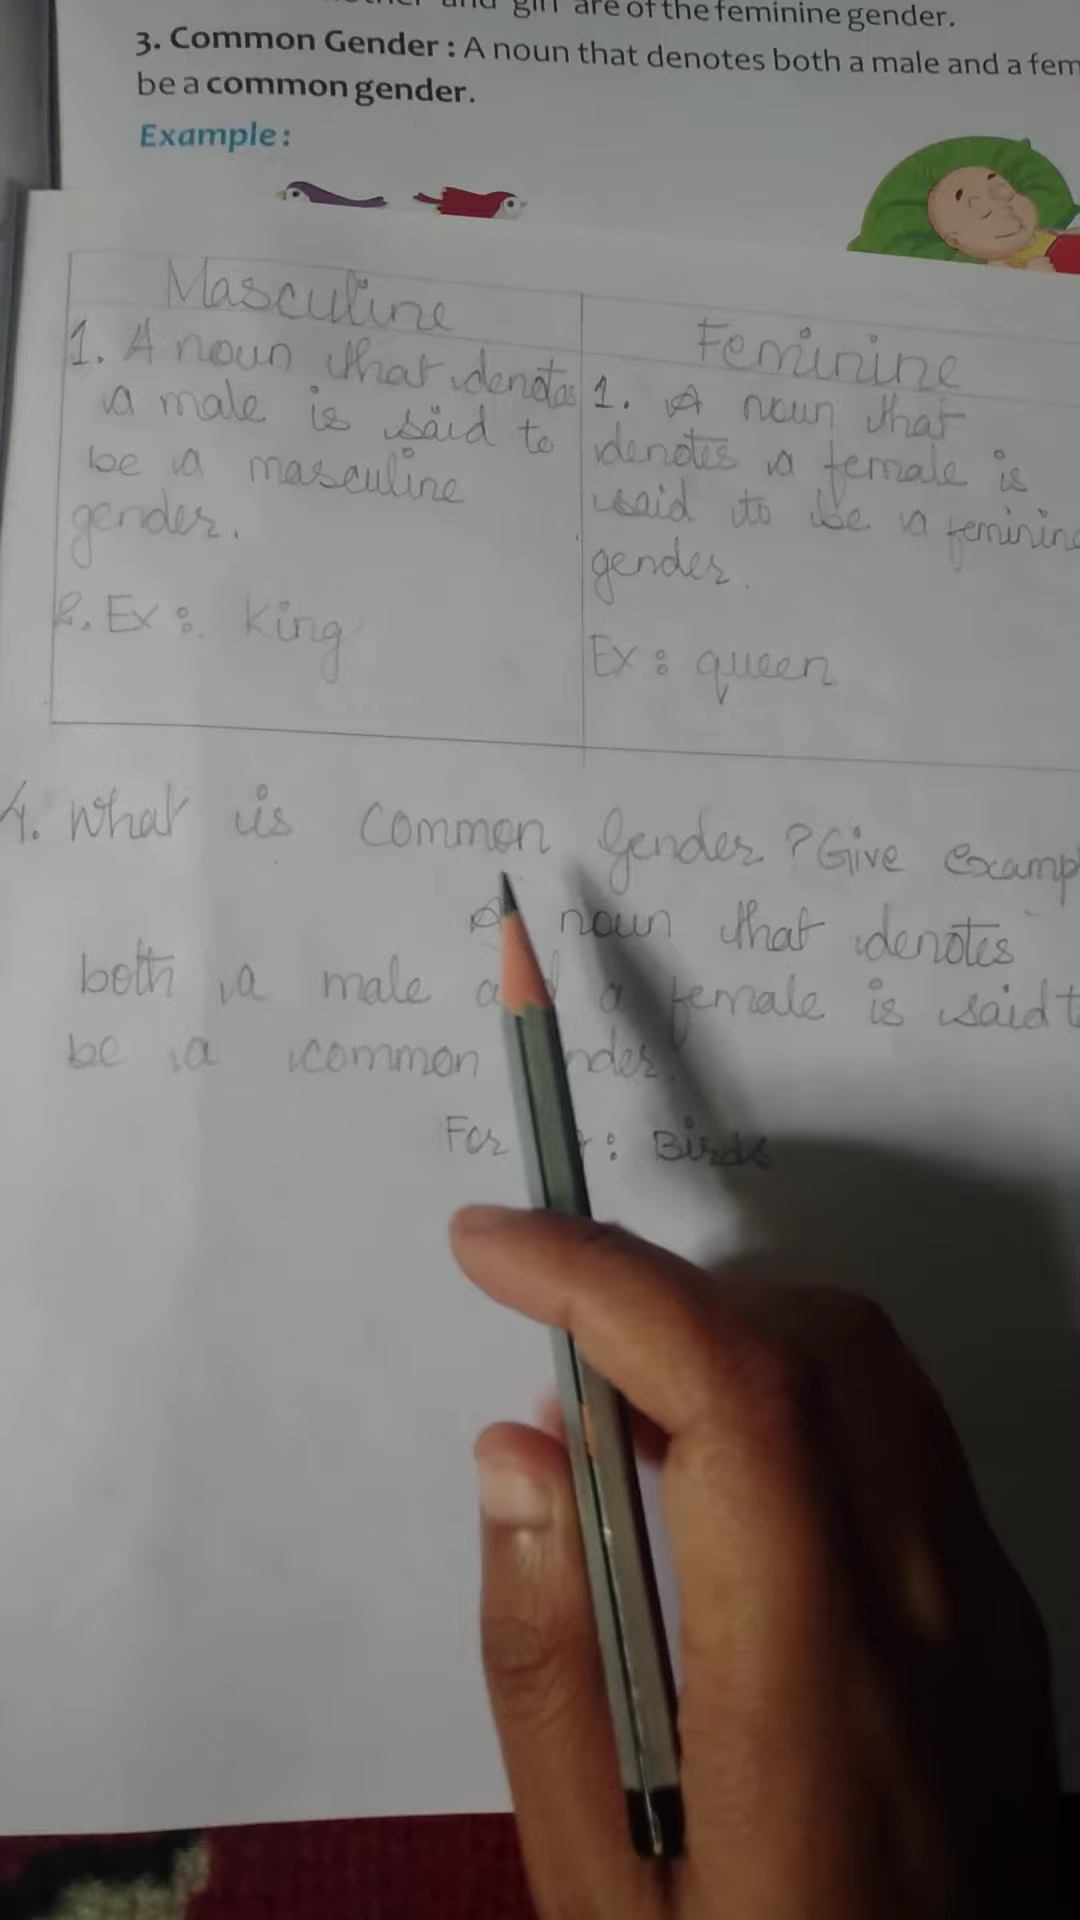 and girl are of the feminine gender.
3. Common Gender : A noun that denotes both a male and a fem
be a common gender.
Example :
Masculine
1. A noun that denotes
a male is said to
be a masculine
gender.
2. Ex : King
Feminine
1. A noun that
denotes a female is
said to be a feminine
gender.
Ex : queen
4. What is Common Gender ? Give examp
A noun that denotes
both a male a a female is said t
be a common nder.
For : Birds